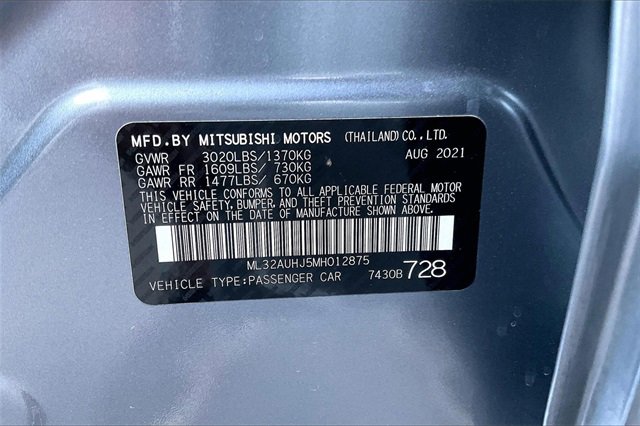 MFD.BY MITSUBISHI MOTORS (THAILAND) CO.,LTD.
GVWR 3020LBS/1370KG AUG 2021
GAWR FR 1609LBS/ 730KG
GAWR RR 1477LBS/ 670KG
THIS VEHICLE CONFORMS TO ALL APPLICABLE FEDERAL MOTOR
VEHICLE SAFETY, BUMPER, AND THEFT PREVENTION STANDARDS
IN EFFECT ON THE DATE OF MANUFACTURE SHOWN ABOVE.
ML32AUHJ5MH012875
VEHICLE TYPE:PASSENGER CAR 7430B 728